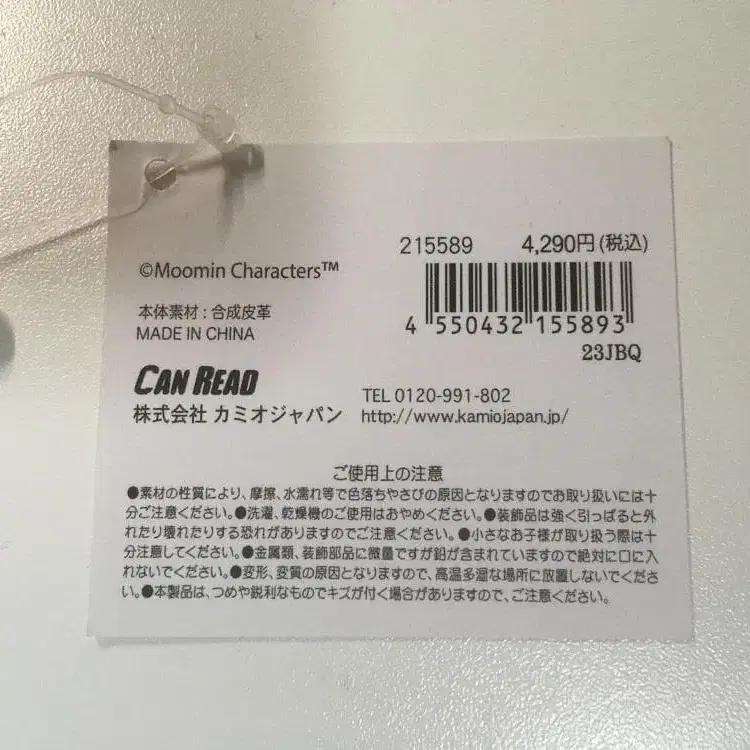 215589 4,290円(税込)
©Moomin Characters™
本体素材：合成皮革
MADE IN CHINA
4 550432 155893
23JBQ
CAN READ
株式会社 カミオジャパン
TEL 0120-991-802
http://www.kamiojapan.jp/
ご使用上の注意
●素材の性質により、摩擦、水濡れ等で色落ちやさびの原因となりますのでお取り扱いには十
分ご注意ください。●洗濯、乾燥機のご使用はおやめください。●装飾品は強く引っぱると外
れたり壊れたりする恐れがありますのでご注意ください。●小さなお子様が取り扱う際は十
分注意してください。●金属類、装飾部品に微量ですが鉛が含まれていますので絶対に口に入
れないでください。●変形、変質の原因となりますので、高温多湿な場所に放置しないでくださ
い。●本製品は、つめや鋭利なものでキズが付く場合がありますので、ご注意ください。